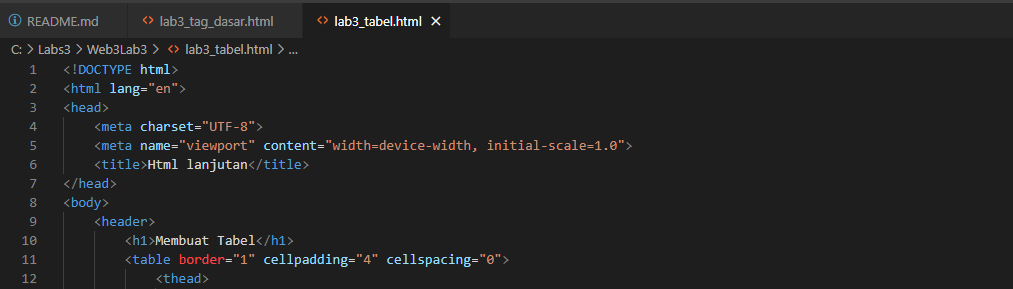 README.md lab3_tag_dasar.html lab3_tabel.html
C: > Labs3 > Web3Lab3 > lab3_tabel.html > ...
1 <!DOCTYPE html>
2 <html lang="en">
3 <head>
4 <meta charset="UTF-8">
5 <meta name="viewport" content="width=device-width, initial-scale=1.0">
6 <title>Html lanjutan</title>
7 </head>
8 <body>
9 <header>
10 <h1>Membuat Tabel</h1>
11 <table border="1" cellpadding="4" cellspacing="0">
12 <thead>